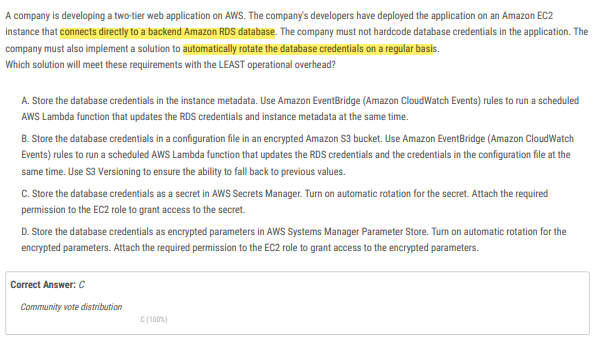 A company is developing a two-tier web application on AWS. The company's developers have deployed the application on an Amazon EC2
instance that connects directly to a backend Amazon RDS database. The company must not hardcode database credentials in the application. The
company must also implement a solution to automatically rotate the database credentials on a regular basis.
Which solution will meet these requirements with the LEAST operational overhead?
A. Store the database credentials in the instance metadata. Use Amazon EventBridge (Amazon CloudWatch Events) rules to run a scheduled
AWS Lambda function that updates the RDS credentials and instance metadata at the same time.
B. Store the database credentials in a configuration file in an encrypted Amazon S3 bucket. Use Amazon EventBridge (Amazon CloudWatch
Events) rules to run a scheduled AWS Lambda function that updates the RDS credentials and the credentials in the configuration file at the
same time. Use S3 Versioning to ensure the ability to fall back to previous values.
C. Store the database credentials as a secret in AWS Secrets Manager. Turn on automatic rotation for the secret. Attach the required
permission to the EC2 role to grant access to the secret.
D. Store the database credentials as encrypted parameters in AWS Systems Manager Parameter Store. Turn on automatic rotation for the
encrypted parameters. Attach the required permission to the EC2 role to grant access to the encrypted parameters.
Correct Answer: C
Community vote distribution
C (100%)